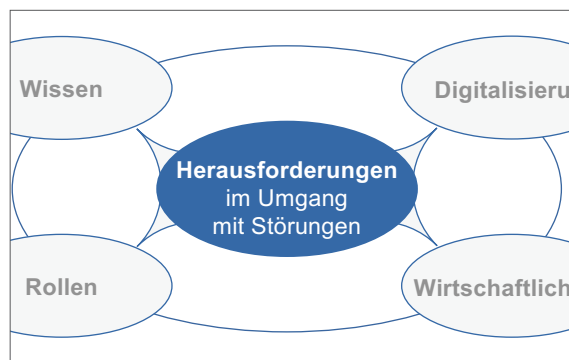 Wissen
Digitalisieru
Herausforderungen
im Umgang
mit Störungen
Rollen
Wirtschaftlich